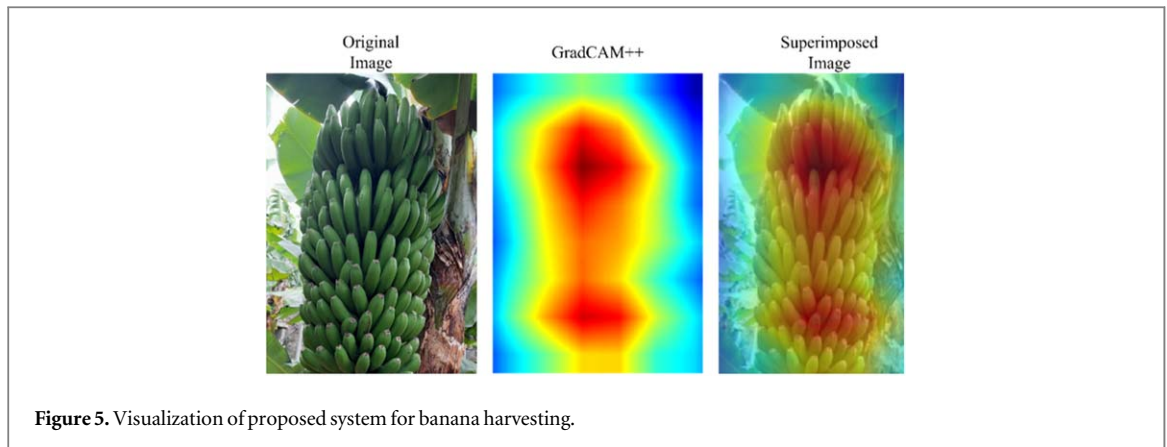 Original
Image
GradCAM++
Superimposed
Image
Figure 5. Visualization of proposed system for banana harvesting.